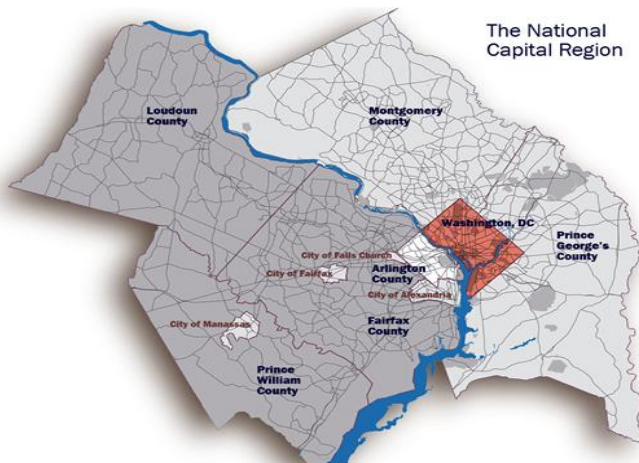 The National
Capital Region
Loudoun
County
Montgomery
County
Washington, DC
Prince
George's
County
City of Falls Church
City of Fairfax
Arlington
County
City of Alexandria
City of Manassas
Fairfax
County
Prince
William
County